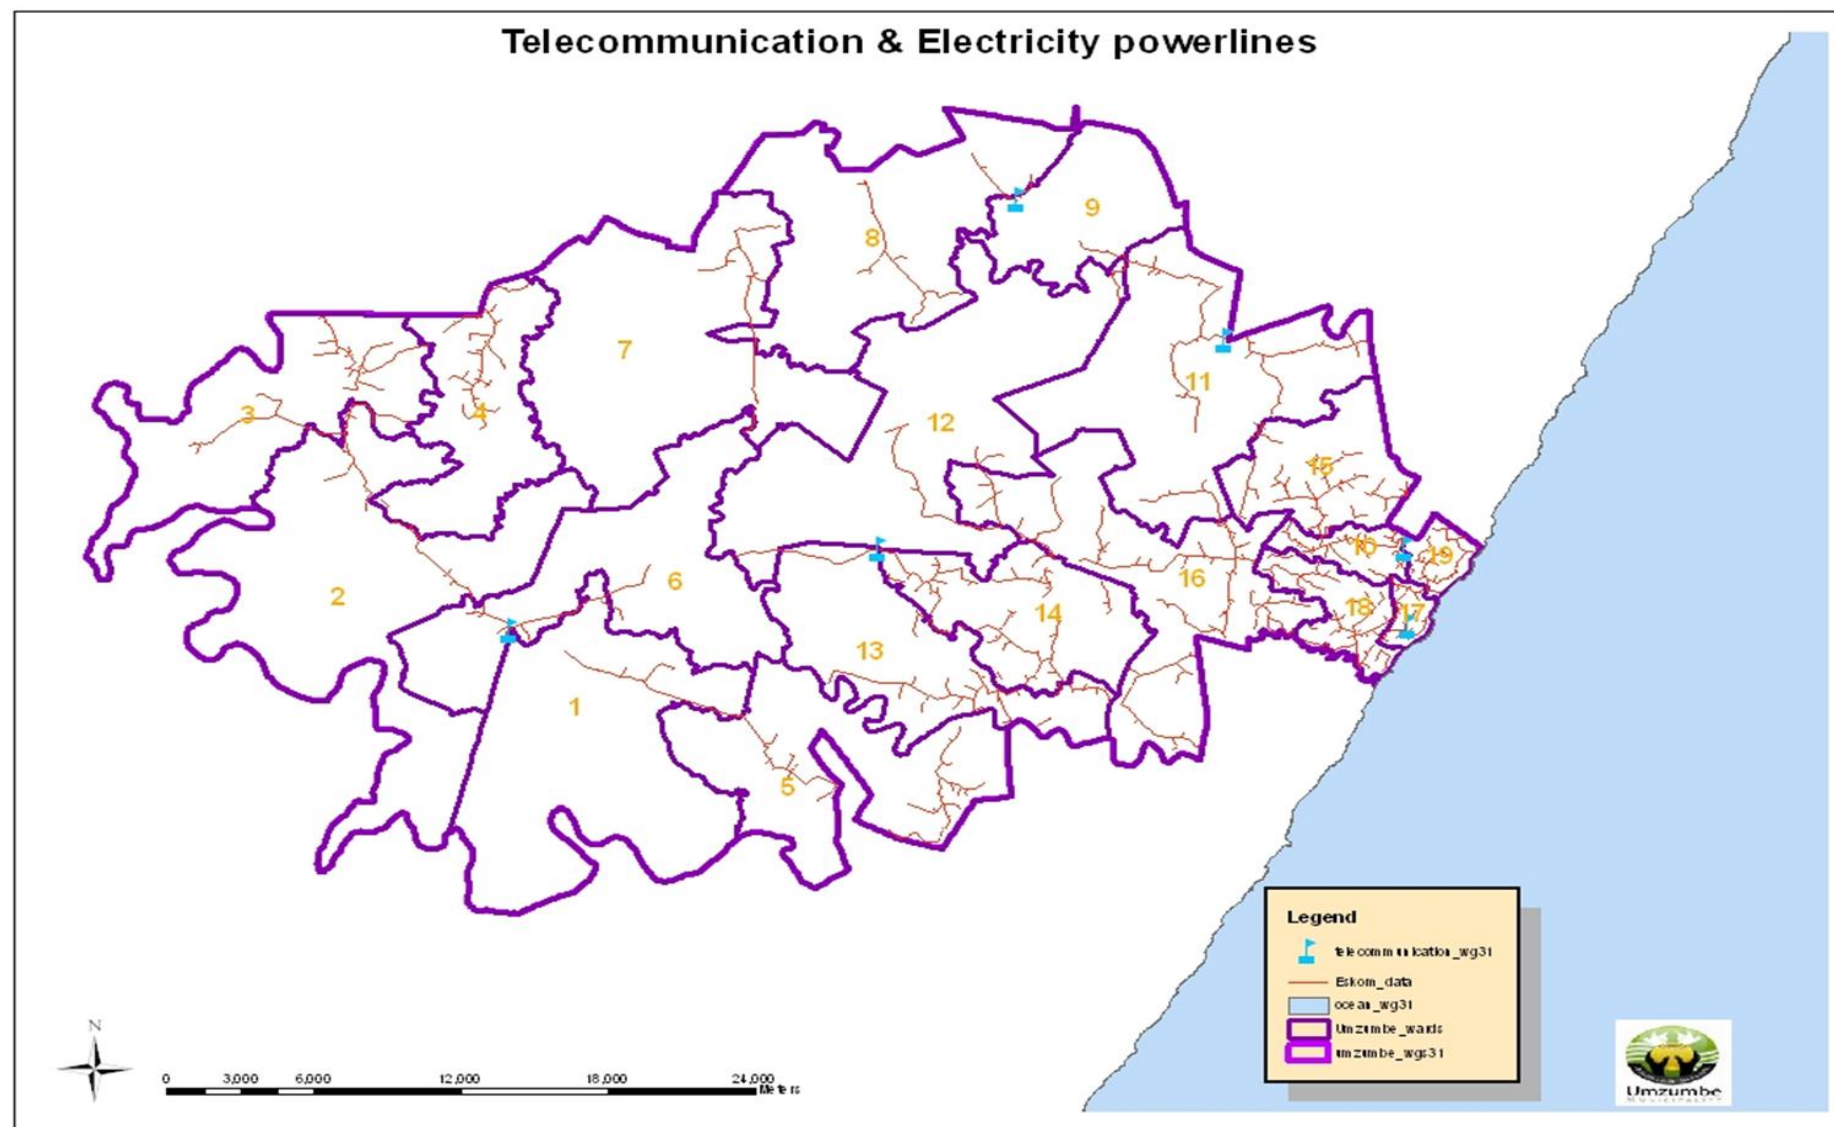 Telecommunication & Electricity powerlines
9
8
7
11
3
4
12
15
10
19
16
2
6
18
17
14
13
1
5
Legend
telecommunication_wg31
Eskom_data
ocean_wg31
Umzumbe_wards
umzumbe_wgs31
N
0 3,000 6,000 12,000 18,000 24,000
Meters
Umzumbe
MUNICIPALITY